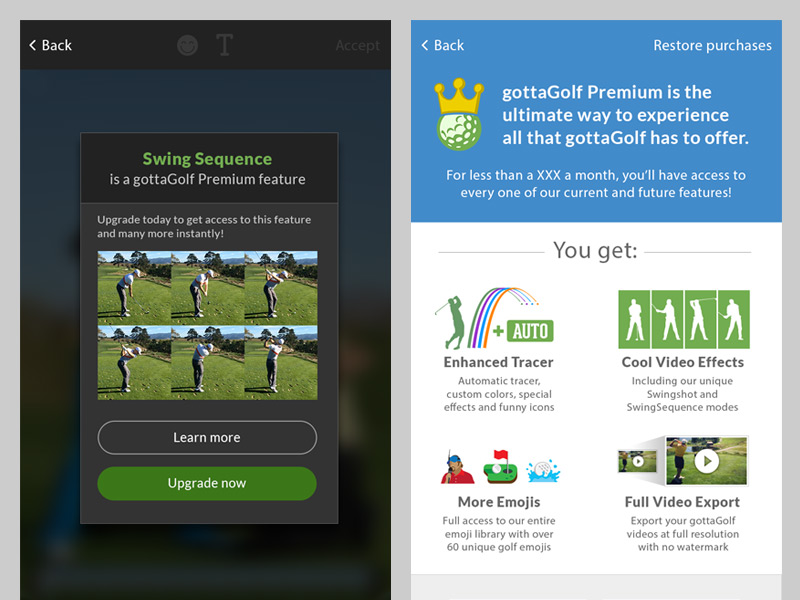 Back
T
Accept
Swing Sequence
is a gottaGolf Premium feature
Upgrade today to get access to this feature
and many more instantly!
Learn more
Upgrade now
Back
Restore purchases
gottaGolf Premium is the
ultimate way to experience
all that gottaGolf has to offer.
For less than a XXX a month, you'll have access to
every one of our current and future features!
You get:
+ AUTO
Enhanced Tracer
Automatic tracer,
custom colors, special
effects and funny icons
Cool Video Effects
Including our unique
Swingshot and
SwingSequence modes
More Emojis
Full access to our entire
emoji library with over
60 unique golf emojis
Full Video Export
Export your gottaGolf
videos at full resolution
with no watermark